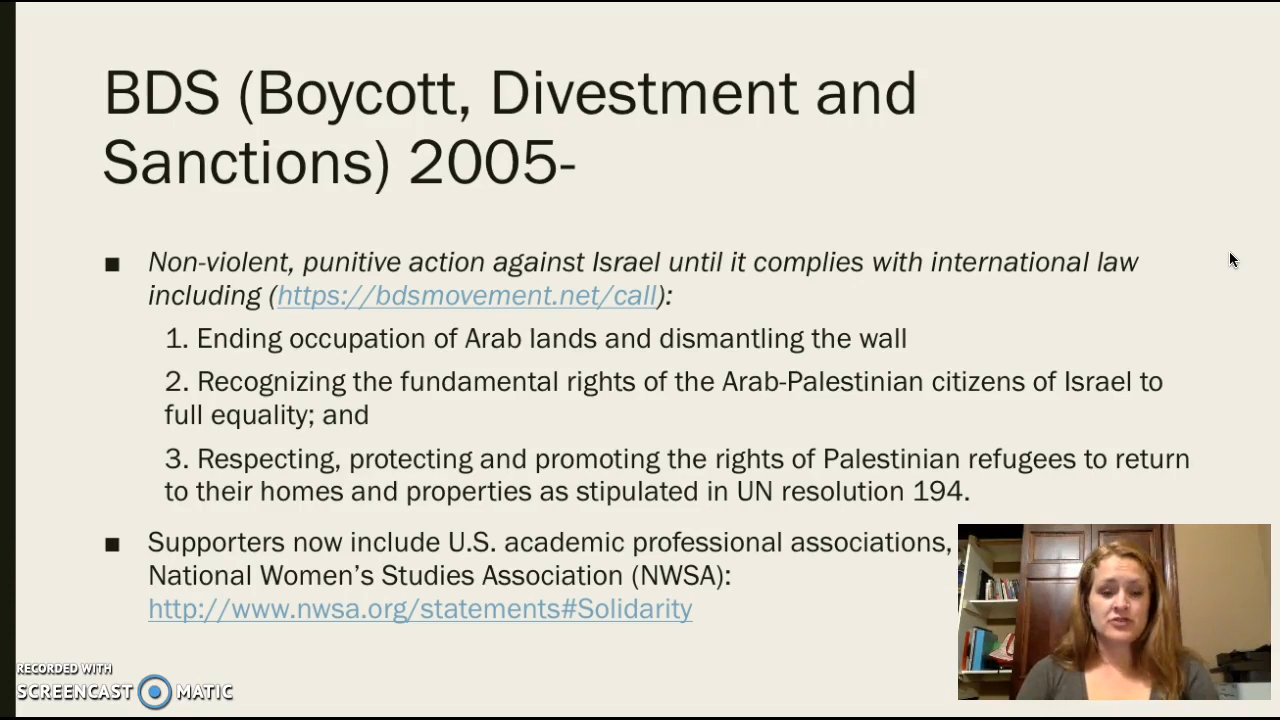 BDS (Boycott, Divestment and
Sanctions) 2005-
■ Non-violent, punitive action against Israel until it complies with international law
including (https://bdsmovement.net/call):
1. Ending occupation of Arab lands and dismantling the wall
2. Recognizing the fundamental rights of the Arab-Palestinian citizens of Israel to
full equality; and
3. Respecting, protecting and promoting the rights of Palestinian refugees to return
to their homes and properties as stipulated in UN resolution 194.
■ Supporters now include U.S. academic professional associations,
National Women’s Studies Association (NWSA):
http://www.nwsa.org/statements#Solidarity
RECORDED WITH
SCREENCAST MATIC